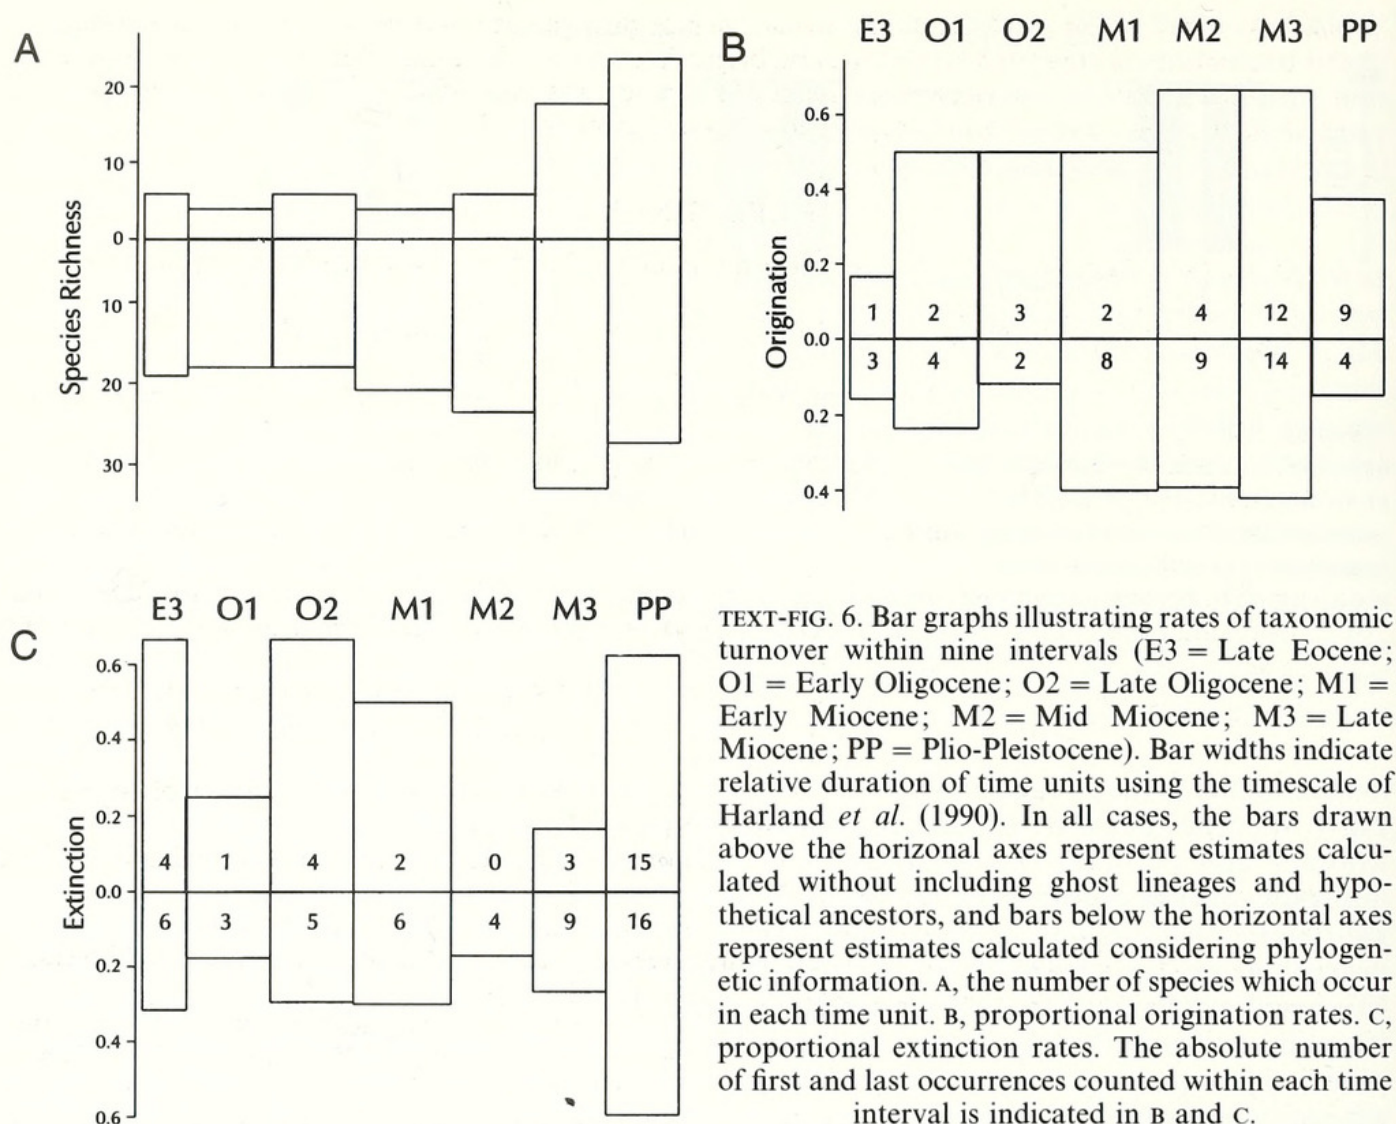 A
20
10
0
10
20
30
Species Richness
B
E3 O1 O2 M1 M2 M3 PP
0.6
0.4
0.2
0.0
0.2
0.4
Origination
1 2 3 2 4 12 9
3 4 2 8 9 14 4
C
E3 O1 O2 M1 M2 M3 PP
0.6
0.4
0.2
0.0
0.2
0.4
0.6
Extinction
4 1 4 2 0 3 15
6 3 5 6 4 9 16
TEXT-FIG. 6. Bar graphs illustrating rates of taxonomic
turnover within nine intervals (E3 = Late Eocene;
O1 = Early Oligocene; O2 = Late Oligocene; M1 =
Early Miocene; M2 = Mid Miocene; M3 = Late
Miocene; PP = Plio-Pleistocene). Bar widths indicate
relative duration of time units using the timescale of
Harland et al. (1990). In all cases, the bars drawn
above the horizonal axes represent estimates calcu-
lated without including ghost lineages and hypo-
thetical ancestors, and bars below the horizontal axes
represent estimates calculated considering phylogen-
etic information. A, the number of species which occur
in each time unit. B, proportional origination rates. C,
proportional extinction rates. The absolute number
of first and last occurrences counted within each time
interval is indicated in B and C.